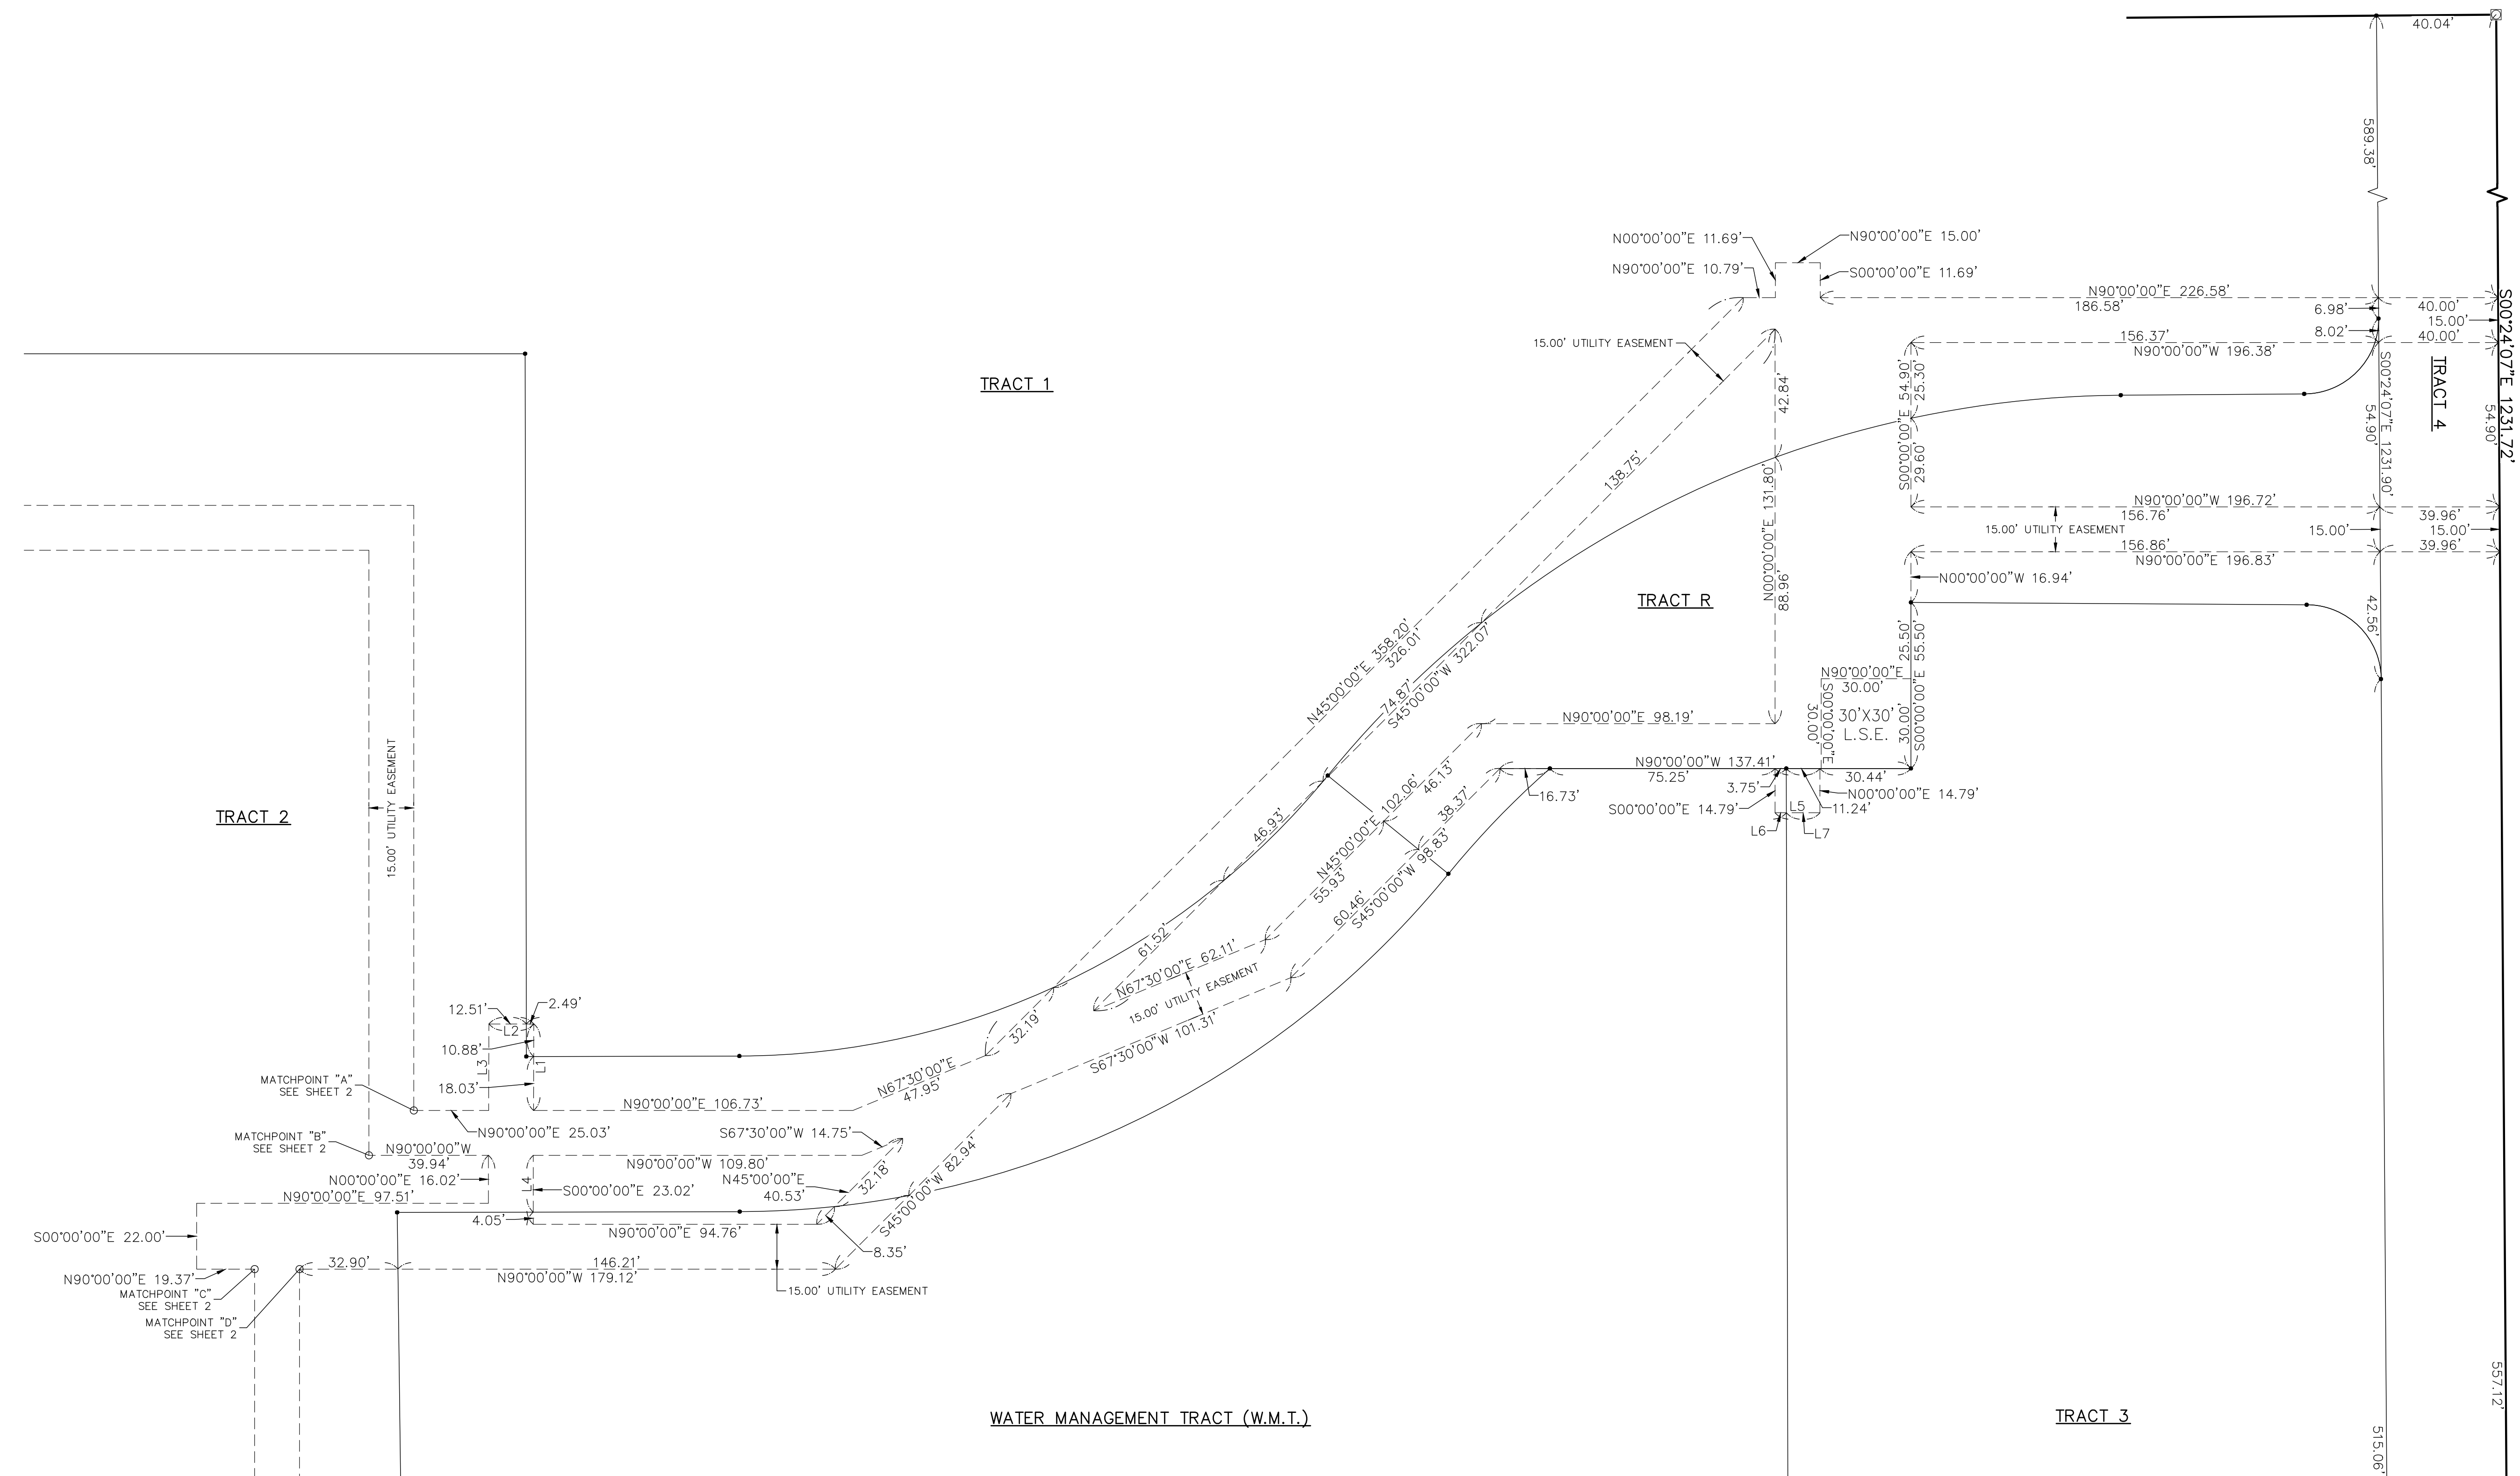 40.04'
589.38'
N00°00'00"E 11.69'
N90°00'00"E 15.00'
N90°00'00"E 10.79'
S00°00'00"E 11.69'
N90°00'00"E 226.58'
186.58'
6.98'
40.00'
15.00'
8.02'
156.37'
40.00'
N90°00'00"W 196.38'
15.00' UTILITY EASEMENT
S00°24'07"E 1231.72'
54.90'
TRACT 4
S00°24'07"E 1231.90'
54.90'
TRACT 1
42.84'
S00°00'00"E 54.90'
25.30'
29.60'
138.75'
N00°00'00"E 131.80'
88.96'
N90°00'00"W 196.72'
156.76'
39.96'
15.00' UTILITY EASEMENT
15.00'
15.00'
156.86'
39.96'
N90°00'00"E 196.83'
N00°00'00"W 16.94'
TRACT R
42.56'
N45°00'00"E 358.20'
326.01'
74.87'
S45°00'00"W 322.07'
25.50'
S00°00'00"E 55.50'
30.00'
N90°00'00"E
30.00'
S00°00'00"E
30.00'
30'X30'
L.S.E.
N90°00'00"E 98.19'
N90°00'00"W 137.41'
75.25'
3.75'
30.44'
16.73'
S00°00'00"E 14.79'
N00°00'00"E 14.79'
11.24'
L5
L6
L7
15.00' UTILITY EASEMENT
TRACT 2
N45°00'00"E 102.06'
46.13'
55.93'
38.37'
S45°00'00"W 98.83'
60.46'
46.93'
61.52'
N67°30'00"E 62.11'
15.00' UTILITY EASEMENT
S67°30'00"W 101.31'
12.51'
2.49'
L2
10.88'
L3
L1
18.03'
32.19'
MATCHPOINT "A"
SEE SHEET 2
N67°30'00"E
47.95'
N90°00'00"E 106.73'
N90°00'00"E 25.03'
S67°30'00"W 14.75'
MATCHPOINT "B"
SEE SHEET 2
N90°00'00"W
39.94'
N90°00'00"W 109.80'
N00°00'00"E 16.02'
L4
S00°00'00"E 23.02'
N45°00'00"E
40.53'
32.18'
S45°00'00"W 82.94'
N90°00'00"E 97.51'
4.05'
N90°00'00"E 94.76'
8.35'
S00°00'00"E 22.00'
32.90'
146.21'
N90°00'00"W 179.12'
N90°00'00"E 19.37'
15.00' UTILITY EASEMENT
MATCHPOINT "C"
SEE SHEET 2
MATCHPOINT "D"
SEE SHEET 2
WATER MANAGEMENT TRACT (W.M.T.)
TRACT 3
557.12'
515.06'